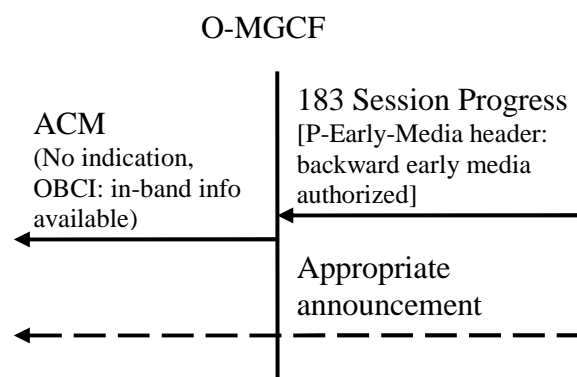 O-MGCF
ACM
(No indication,
OBCI: in-band info
available)
183 Session Progress
[P-Early-Media header:
backward early media
authorized]
Appropriate
announcement